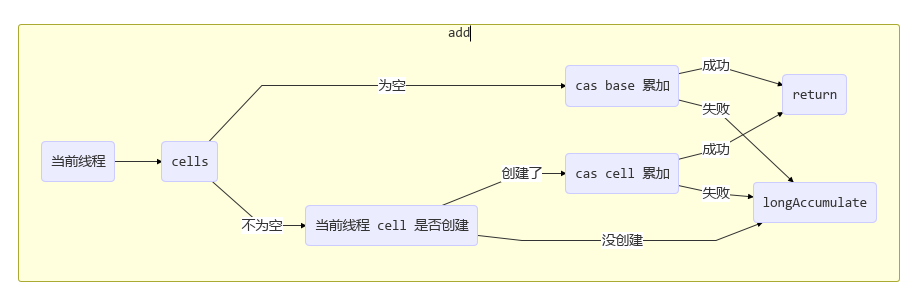 add
当前线程
cells
为空
不为空
cas base 累加
当前线程 cell 是否创建
创建了
没创建
cas cell 累加
成功
失败
成功
失败
return
longAccumulate